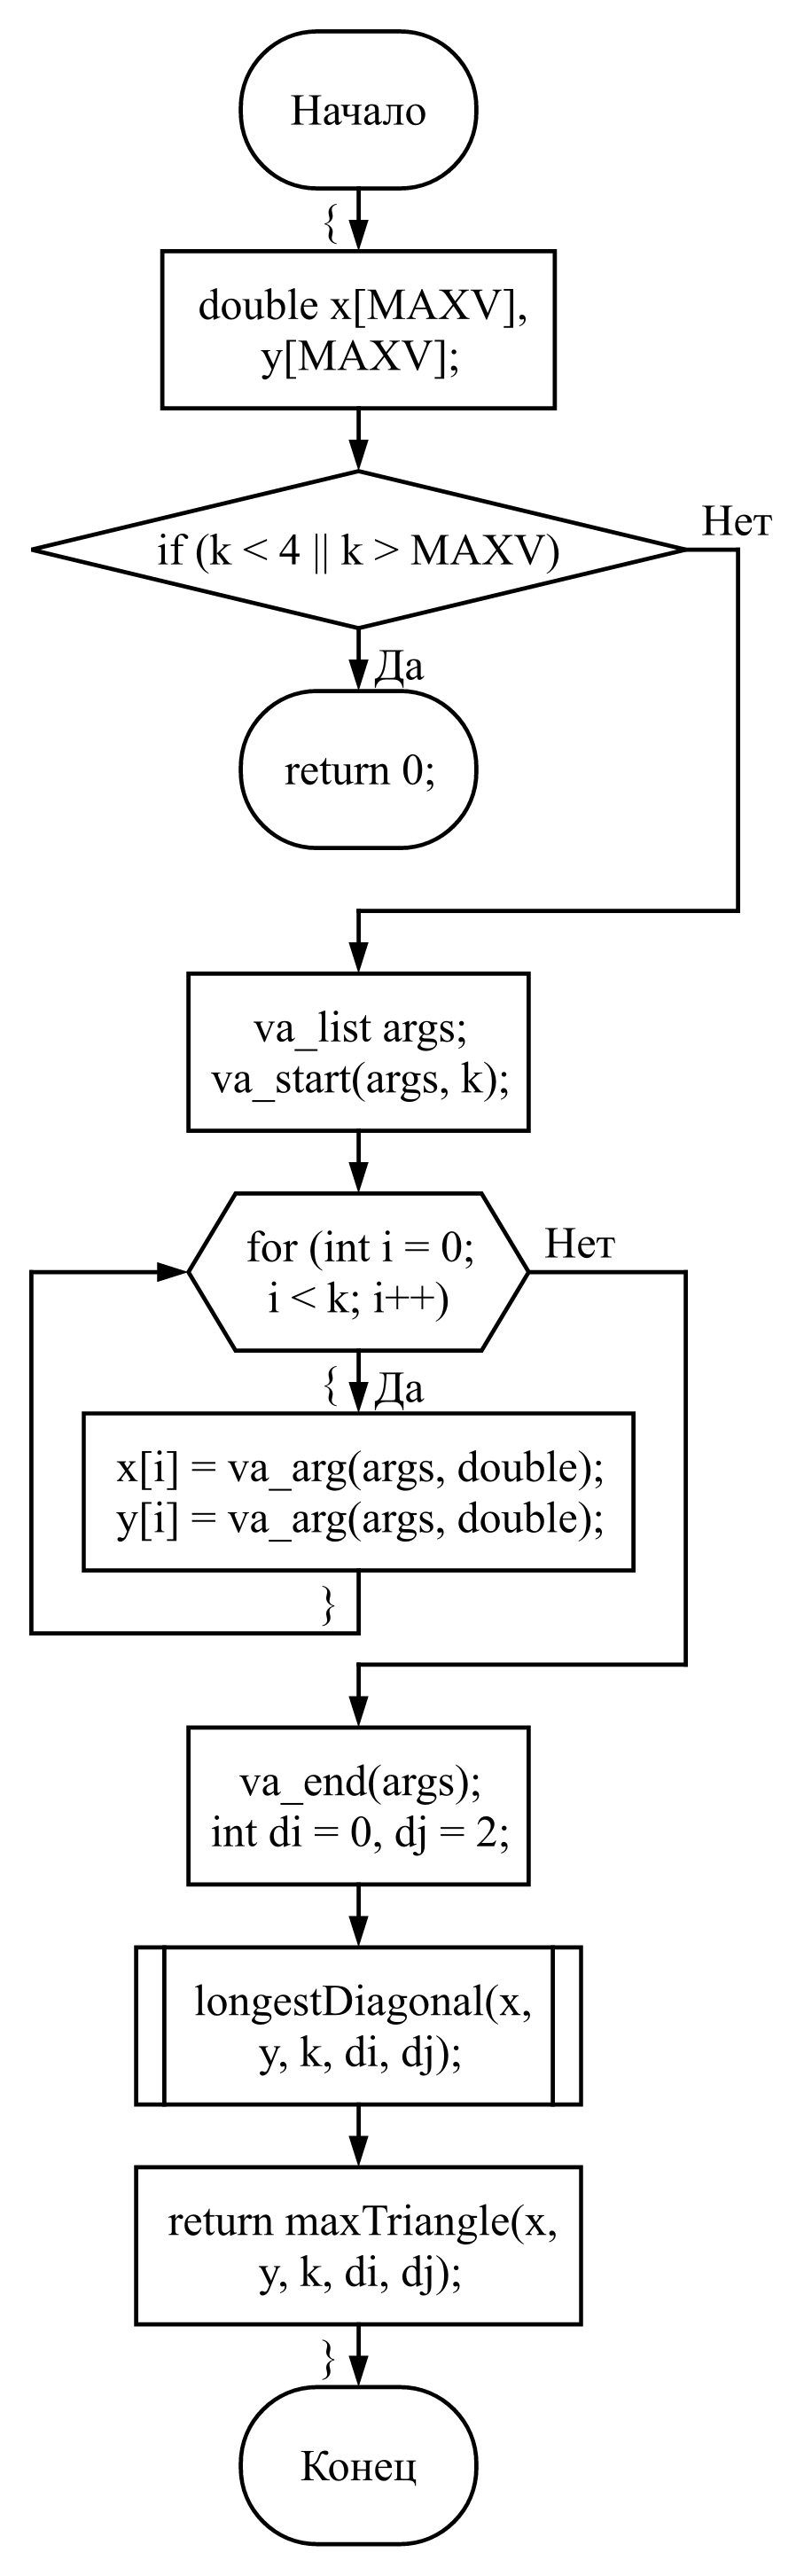 Начало
{
double x[MAXV],
y[MAXV];
if (k < 4 || k > MAXV)
Нет
Да
return 0;
va_list args;
va_start(args, k);
for (int i = 0;
i < k; i++)
Нет
{
Да
x[i] = va_arg(args, double);
y[i] = va_arg(args, double);
}
va_end(args);
int di = 0, dj = 2;
longestDiagonal(x,
y, k, di, dj);
return maxTriangle(x,
y, k, di, dj);
}
Конец